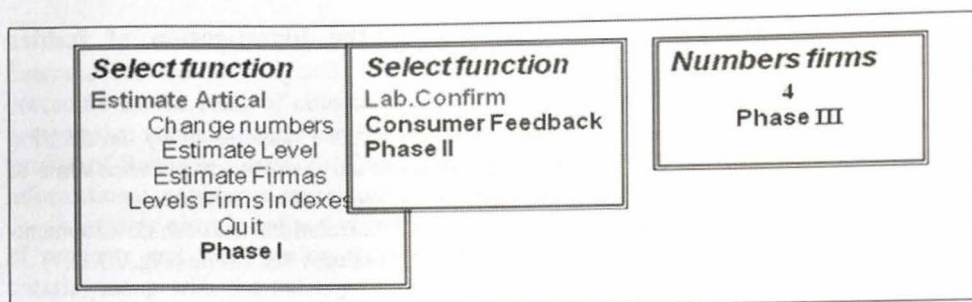 Select function
Estimate Artical
Change numbers
Estimate Level
Estimate Firmas
Levels Firms Indexes
Quit
Phase I
Select function
Lab.Confirm
Consumer Feedback
Phase II
Numbers firms
4
Phase III